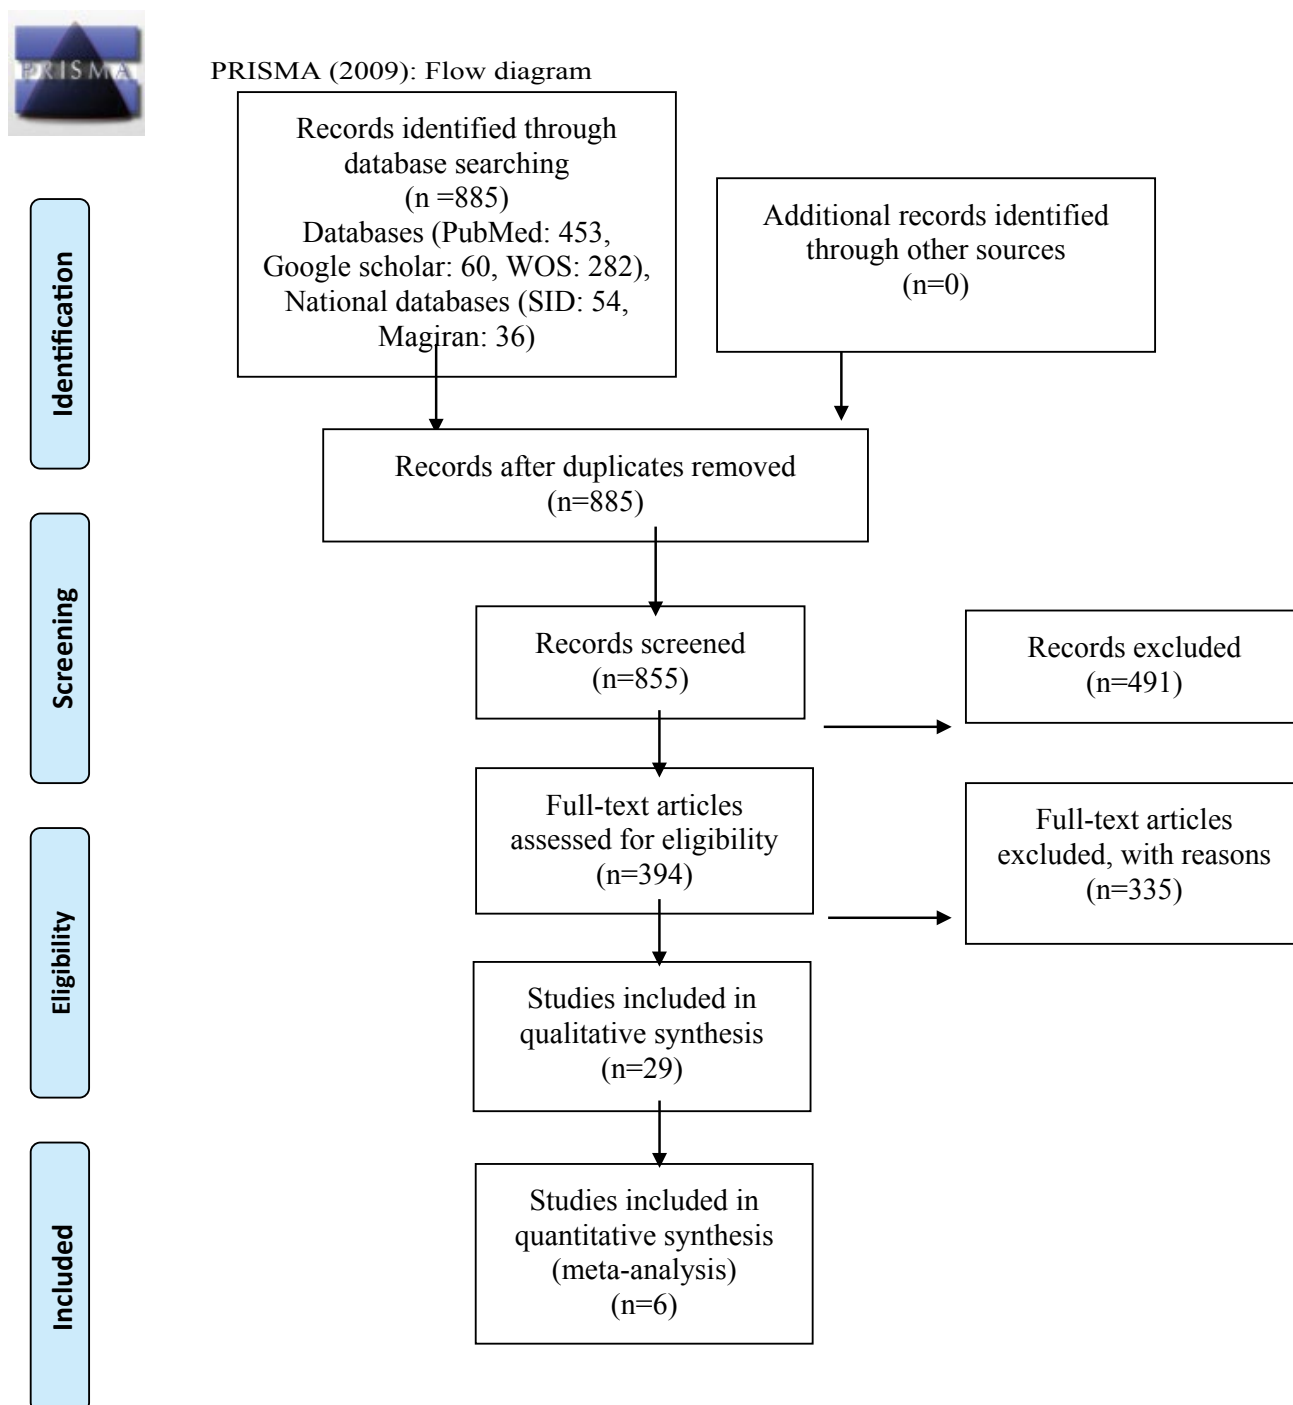 PRISMA
PRISMA (2009): Flow diagram
Records identified through
database searching
(n =885)
Databases (PubMed: 453,
Google scholar: 60, WOS: 282),
National databases (SID: 54,
Magiran: 36)
Additional records identified
through other sources
(n=0)
Identification
Records after duplicates removed
(n=885)
Screening
Records screened
(n=855)
Records excluded
(n=491)
Full-text articles
assessed for eligibility
(n=394)
Full-text articles
excluded, with reasons
(n=335)
Eligibility
Studies included in
qualitative synthesis
(n=29)
Included
Studies included in
quantitative synthesis
(meta-analysis)
(n=6)